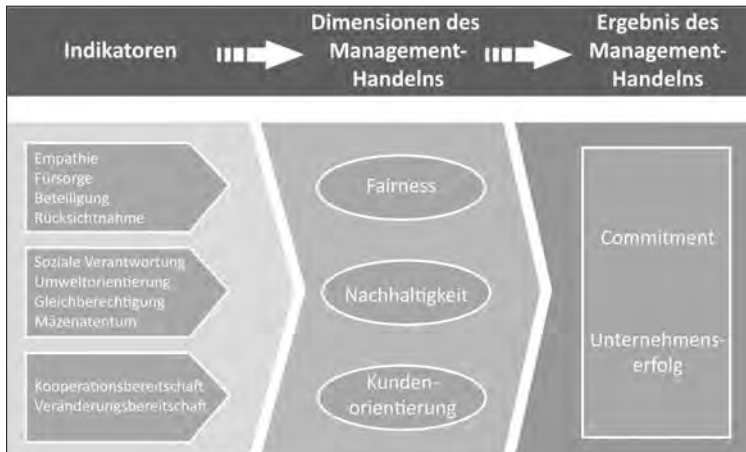 Indikatoren
Dimensionen des
Management-
Handelns
Ergebnis des
Management-
Handelns
Empathie
Fürsorge
Beteiligung
Rücksichtnahme
Fairness
Soziale Verantwortung
Umweltorientierung
Gleichberechtigung
Mäzenatentum
Nachhaltigkeit
Kooperationsbereitschaft
Veränderungsbereitschaft
Kunden-
orientierung
Commitment
Unternehmens-
erfolg